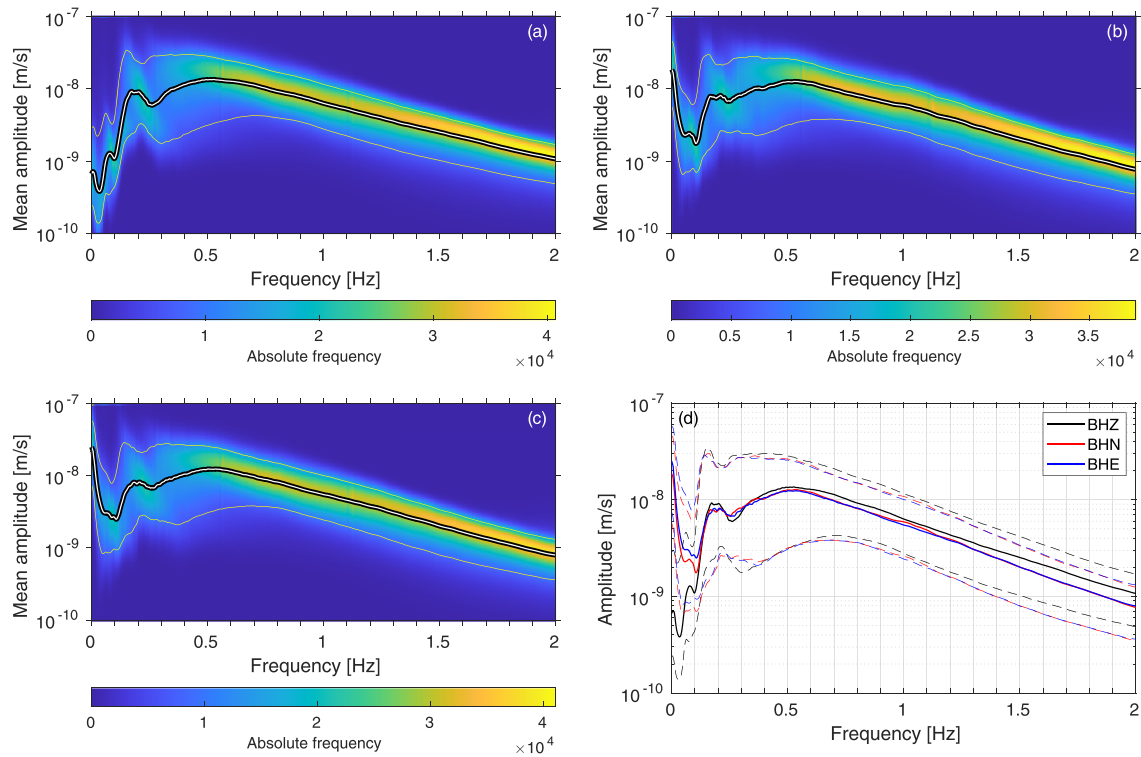 (a)
Mean amplitude [m/s]
10-7
10-8
10-9
10-10
0 0.5 1 1.5 2
Frequency [Hz]
0 1 2 3 4
Absolute frequency
×10 4
(b)
Mean amplitude [m/s]
10-7
10-8
10-9
10-10
0 0.5 1 1.5 2
Frequency [Hz]
0 0.5 1 1.5 2 2.5 3 3.5
Absolute frequency
×10 4
(c)
Mean amplitude [m/s]
10-7
10-8
10-9
10-10
0 0.5 1 1.5 2
Frequency [Hz]
0 1 2 3 4
Absolute frequency
×10 4
(d)
BHZ
BHN
BHE
Amplitude [m/s]
10-7
10-8
10-9
10-10
0 0.5 1 1.5 2
Frequency [Hz]